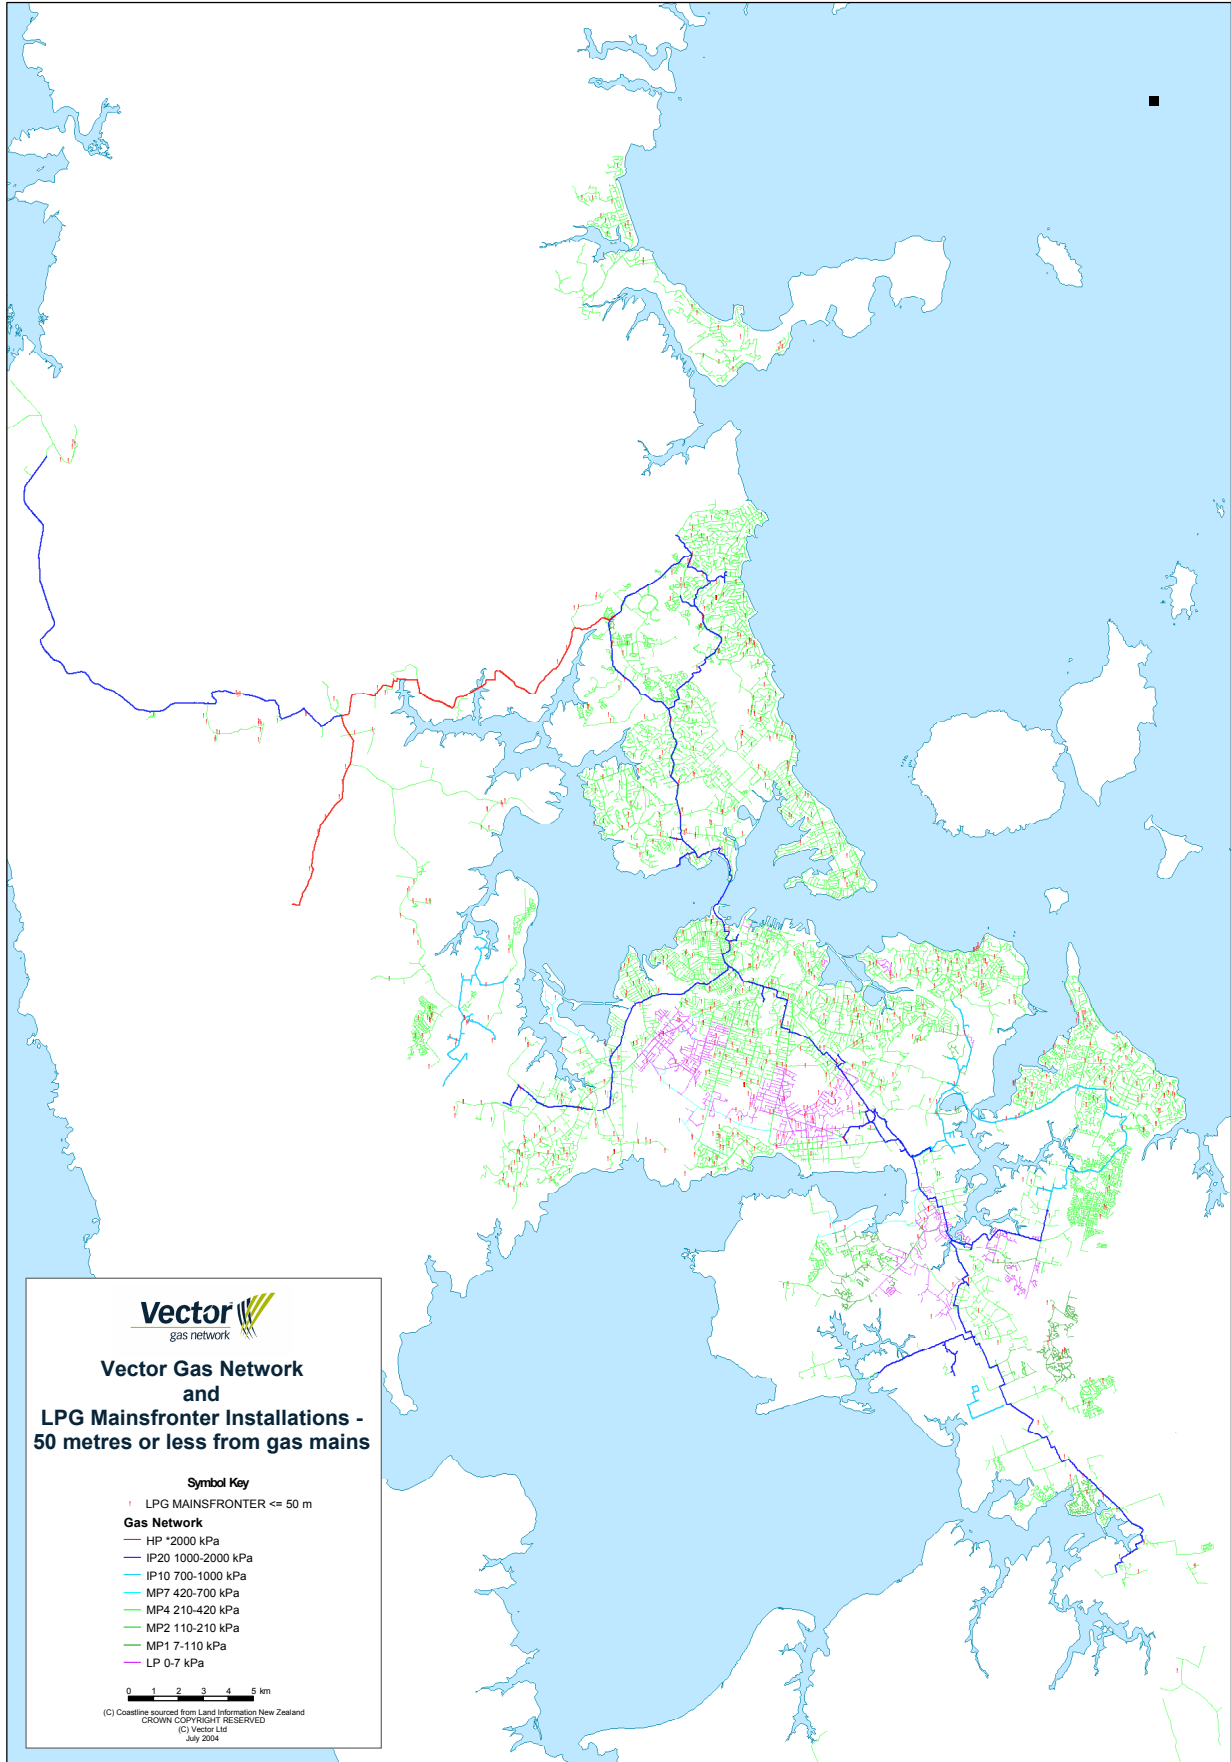 Vector
gas network
Vector Gas Network
and
LPG Mainsfronter Installations -
50 metres or less from gas mains
Symbol Key
LPG MAINSFRONTER <= 50 m
Gas Network
HP *2000 kPa
IP20 1000-2000 kPa
IP10 700-1000 kPa
MP7 420-700 kPa
MP4 210-420 kPa
MP2 110-210 kPa
MP1 7-110 kPa
LP 0-7 kPa
0 1 2 3 4 5 km
(C) Coastline sourced from Land Information New Zealand
CROWN COPYRIGHT RESERVED
(C) Vector Ltd
July 2004